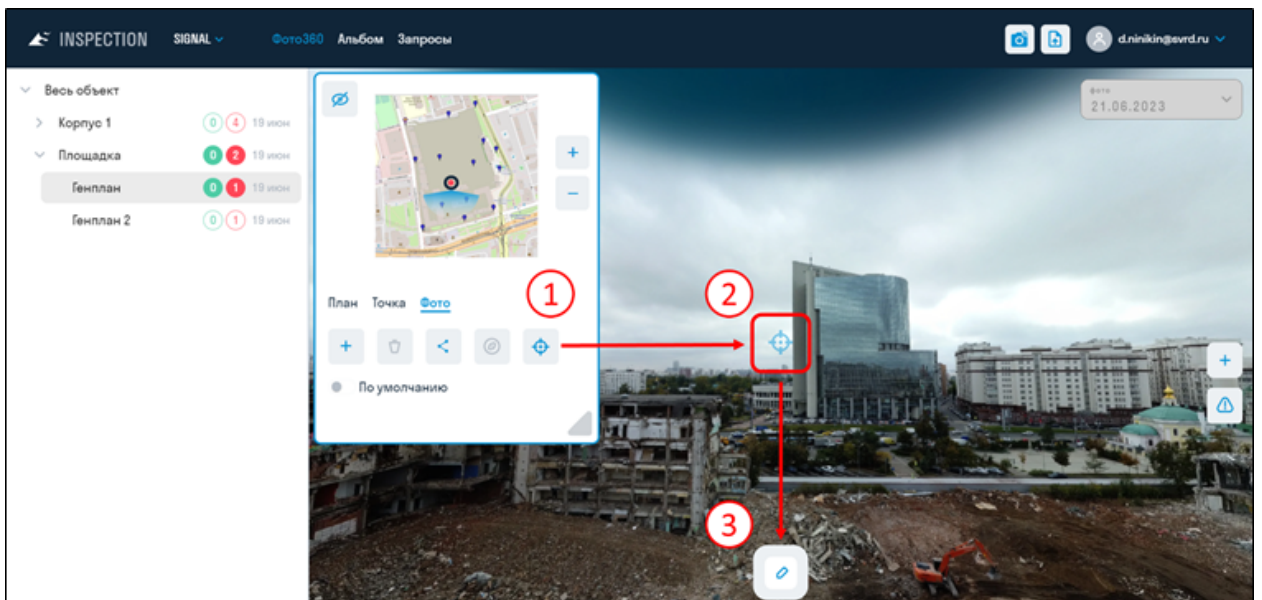 INSPECTION SIGNAL Фото360 Альбом Запросы d.ninikin@svrd.ru
Весь объект
Корпус 1 0 4 19 июн
Площадка 0 2 19 июн
Генплан 0 1 19 июн
Генплан 2 0 1 19 июн
+
−
План Точка Фото
+
По умолчанию
фото
21.06.2023
1
2
3
+